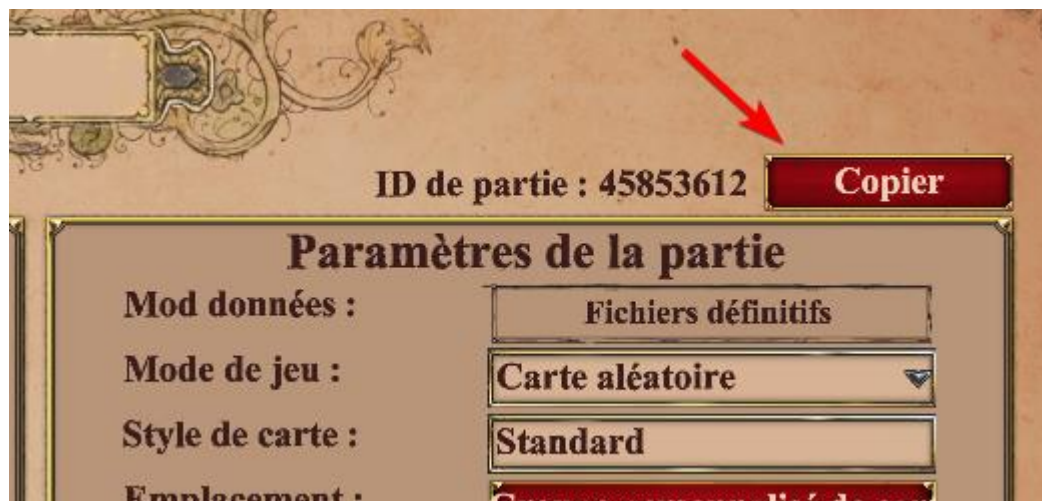 ID de partie : 45853612 Copier
Paramètres de la partie
Mod données : Fichiers définitifs
Mode de jeu : Carte aléatoire
Style de carte : Standard
Emplacement :